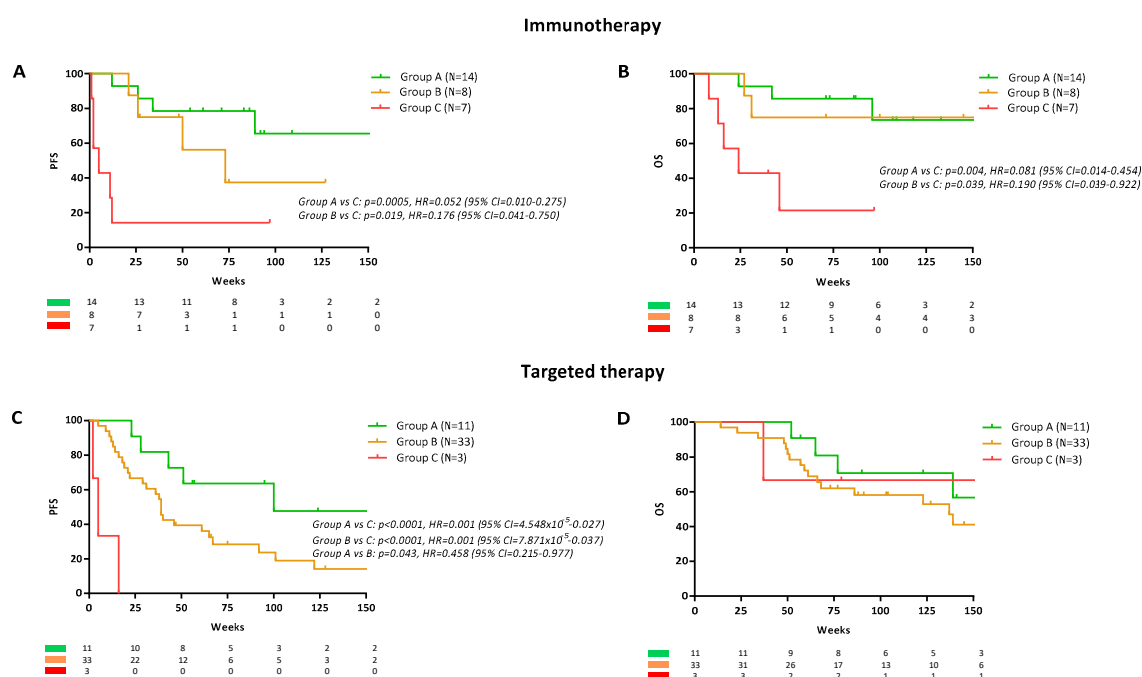 Immunotherapy
A
PFS
100
80
60
40
20
0
0 25 50 75 100 125 150
Weeks
Group A (N=14)
Group B (N=8)
Group C (N=7)
Group A vs C: p=0.0005, HR=0.052 (95% CI=0.010-0.275)
Group B vs C: p=0.019, HR=0.176 (95% CI=0.041-0.750)
14 13 11 8 3 2 2
8 7 3 1 1 1 0
7 1 1 1 0 0 0
B
OS
100
80
60
40
20
0
0 25 50 75 100 125 150
Weeks
Group A (N=14)
Group B (N=8)
Group C (N=7)
Group A vs C: p=0.004, HR=0.081 (95% CI=0.014-0.454)
Group B vs C: p=0.039, HR=0.190 (95% CI=0.039-0.922)
14 13 12 9 6 3 2
8 8 6 5 4 4 3
7 3 1 1 0 0 0
Targeted therapy
C
PFS
100
80
60
40
20
0
0 25 50 75 100 125 150
Weeks
Group A (N=11)
Group B (N=33)
Group C (N=3)
Group A vs C: p<0.0001, HR=0.001 (95% CI=4.548x10-5-0.027)
Group B vs C: p<0.0001, HR=0.001 (95% CI=7.871x10-5-0.037)
Group A vs B: p=0.043, HR=0.458 (95% CI=0.215-0.977)
11 10 8 5 3 2 2
33 22 12 6 5 3 2
3 0 0 0 0 0 0
D
OS
100
80
60
40
20
0
0 25 50 75 100 125 150
Weeks
Group A (N=11)
Group B (N=33)
Group C (N=3)
11 11 9 8 6 5 3
33 31 26 17 13 10 6
3 3 2 2 1 1 1